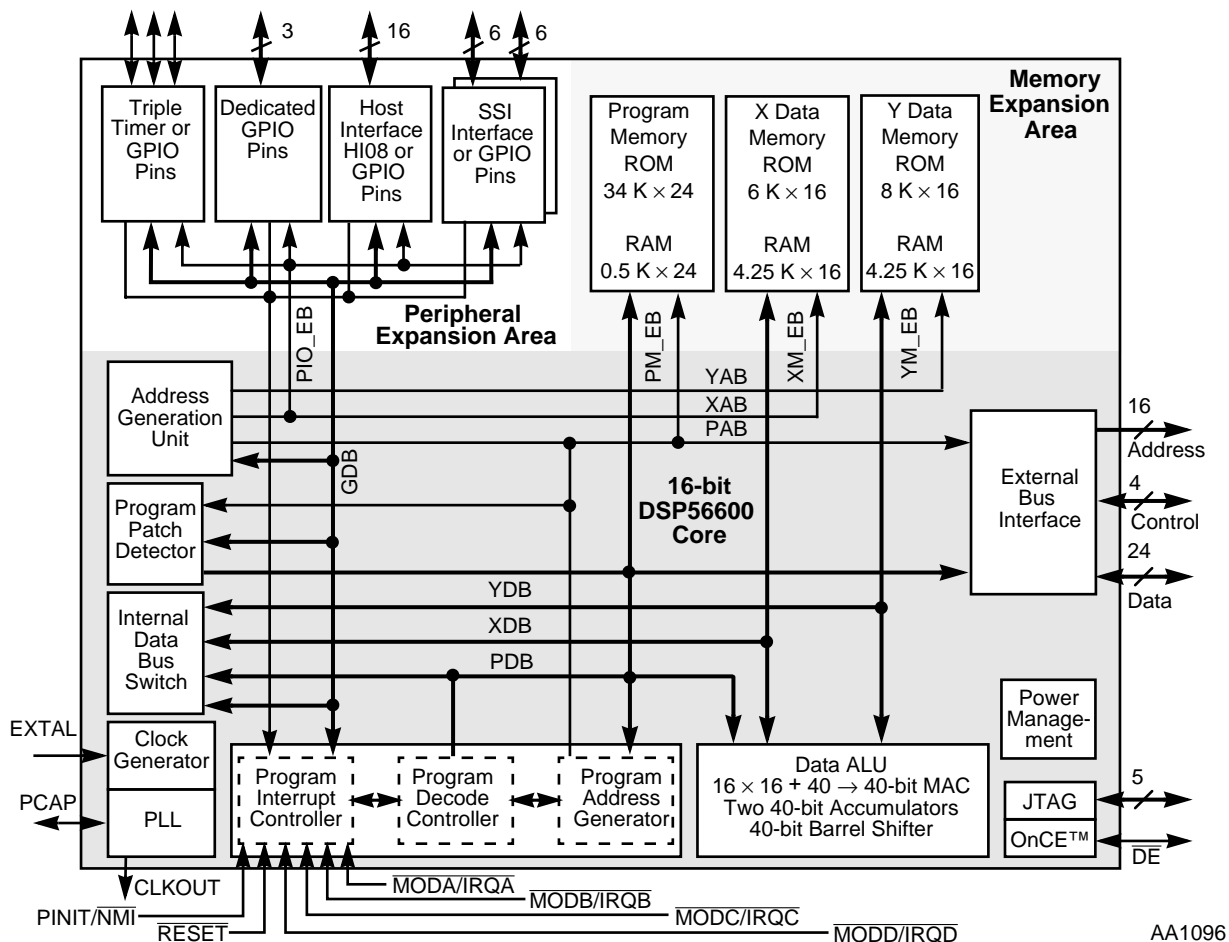 3
16
6
6
Triple
Timer or
GPIO
Pins
Dedicated
GPIO
Pins
Host
Interface
HI08 or
GPIO
Pins
SSI
Interface
or GPIO
Pins
Program
Memory
ROM
34 K × 24
RAM
0.5 K × 24
X Data
Memory
ROM
6 K × 16
RAM
4.25 K × 16
Y Data
Memory
ROM
8 K × 16
RAM
4.25 K × 16
Memory
Expansion
Area
Peripheral
Expansion Area
PIO_EB
PM_EB
XM_EB
YM_EB
Address
Generation
Unit
YAB
XAB
PAB
GDB
Program
Patch
Detector
16-bit
DSP56600
Core
External
Bus
Interface
16
Address
4
Control
24
Data
YDB
XDB
PDB
Internal
Data
Bus
Switch
EXTAL
Clock
Generator
PCAP
PLL
Program
Interrupt
Controller
Program
Decode
Controller
Program
Address
Generator
Data ALU
16 × 16 + 40 → 40-bit MAC
Two 40-bit Accumulators
40-bit Barrel Shifter
Power
Manage-
ment
JTAG
5
OnCE™
DE
CLKOUT
MODA/IRQA
PINIT/NMI
MODB/IRQB
RESET
MODC/IRQC
MODD/IRQD
AA1096